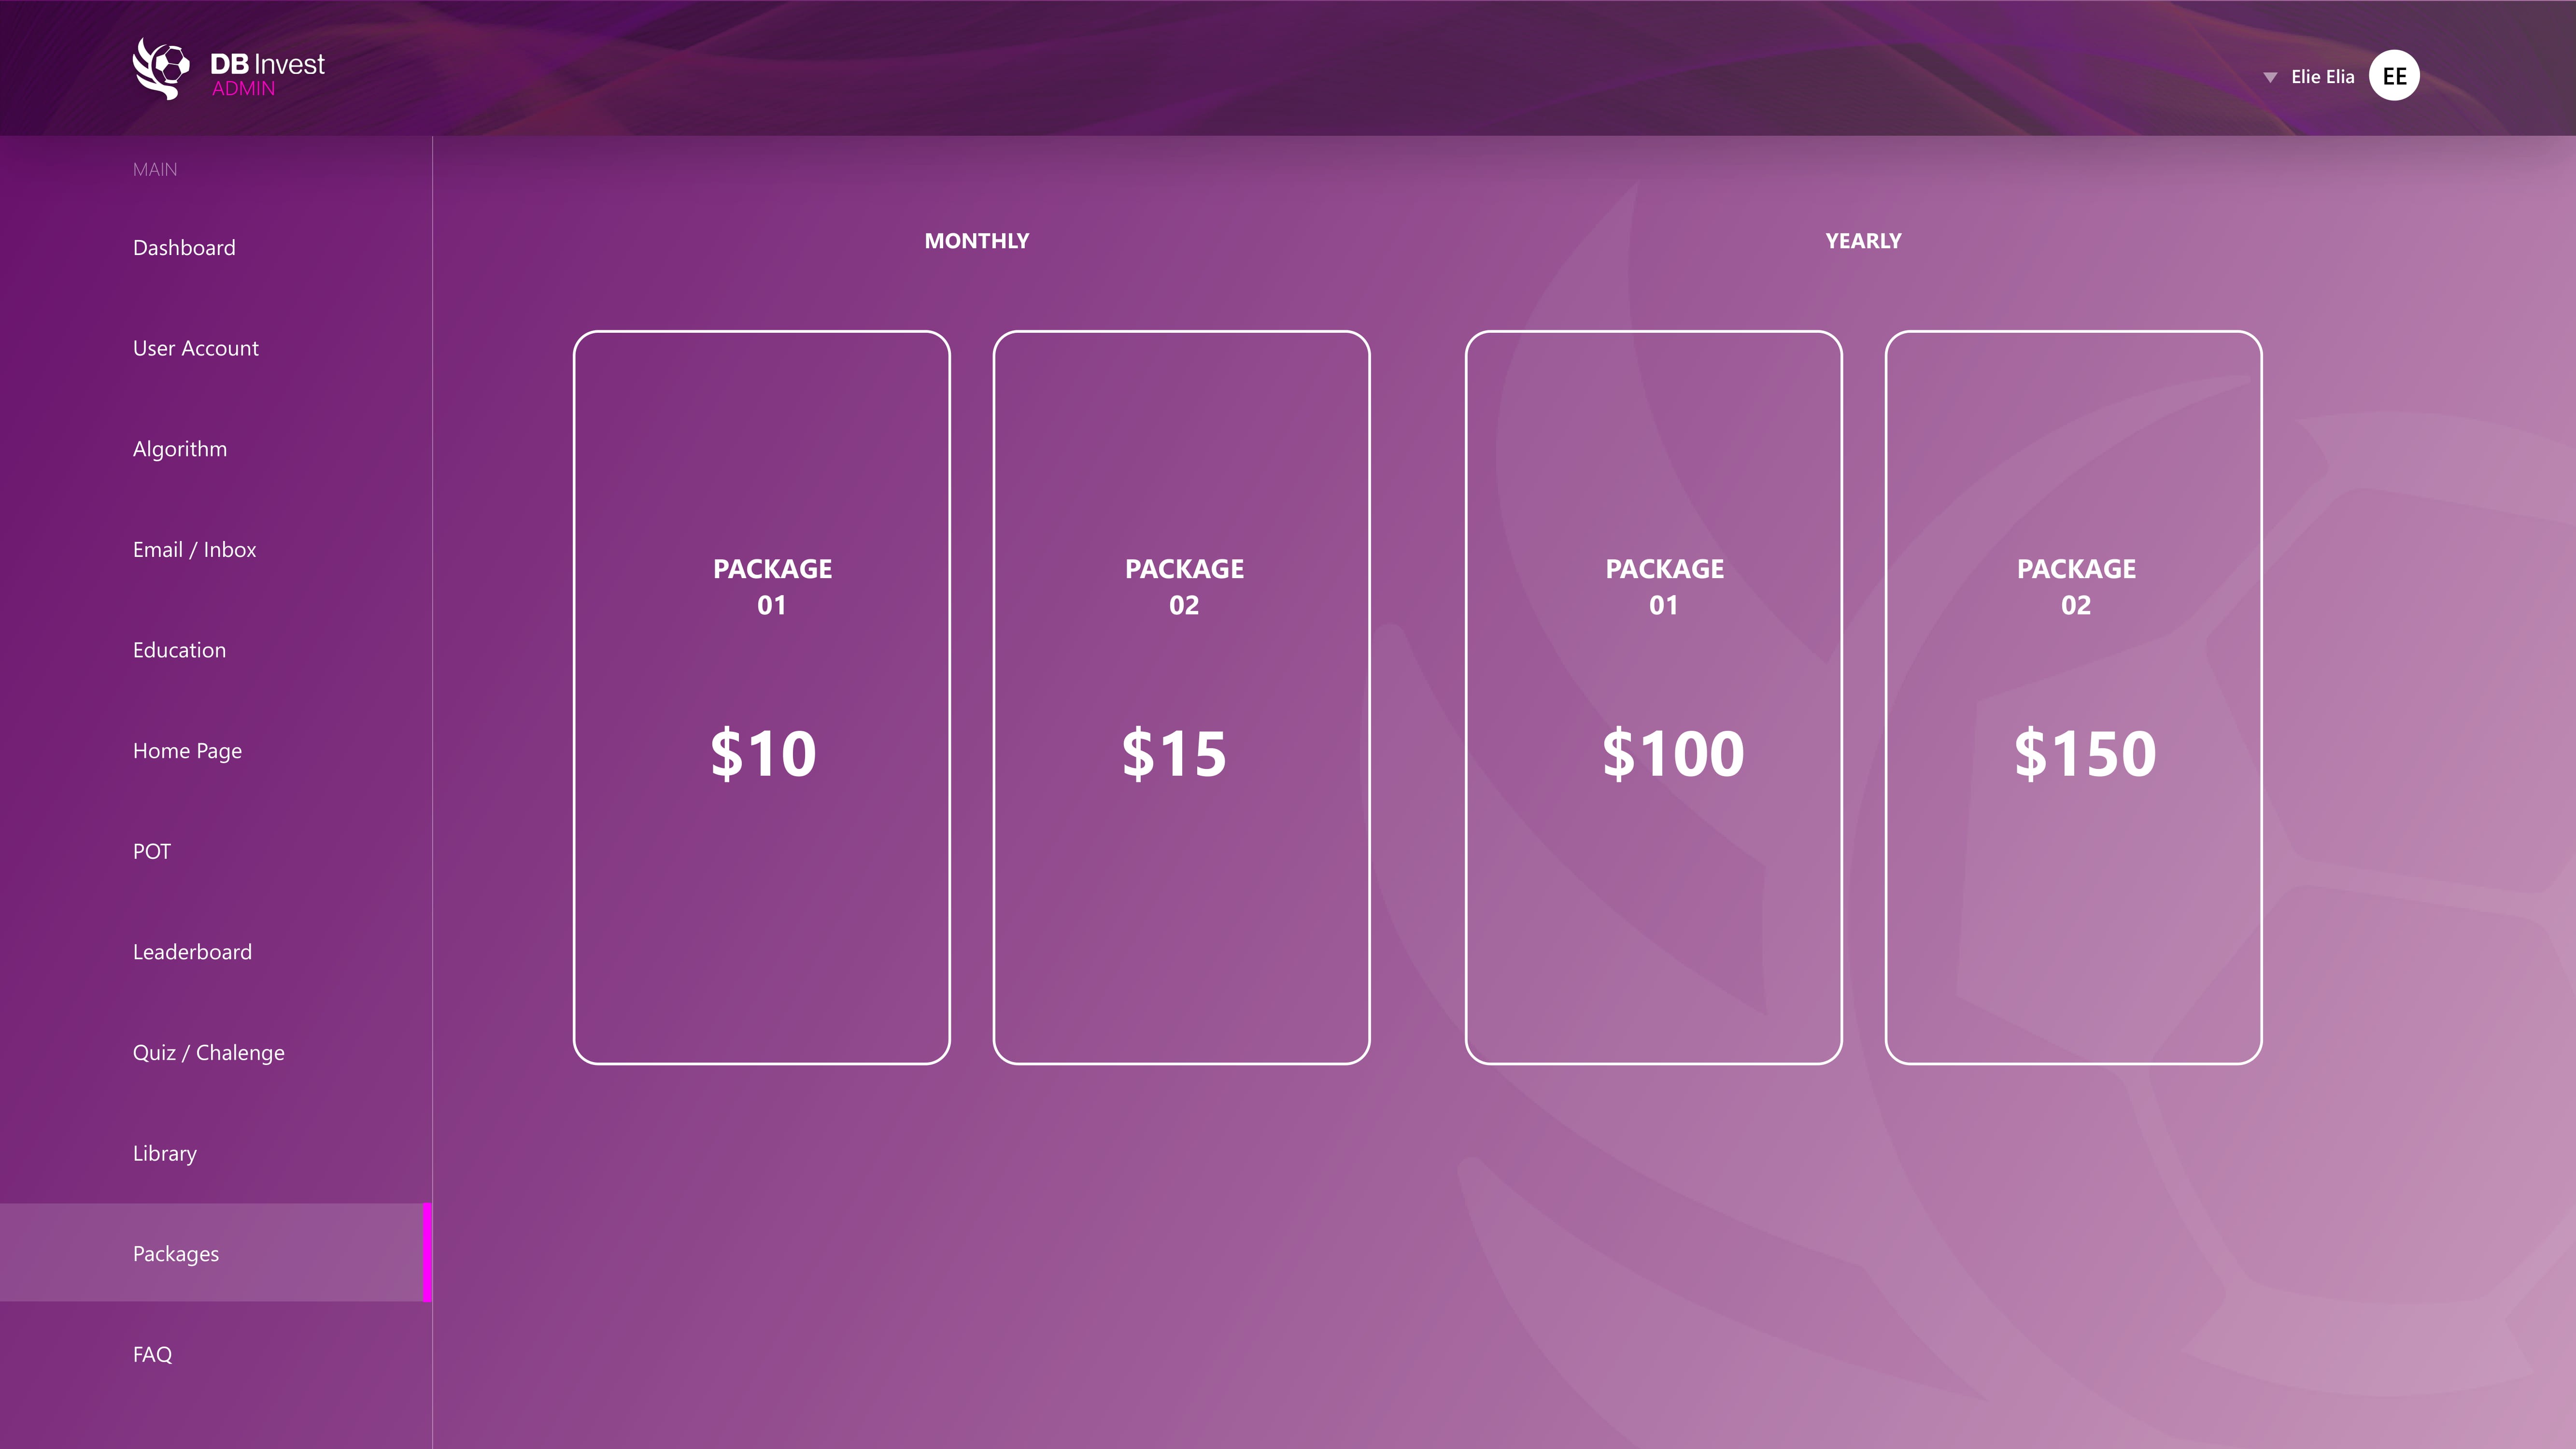 DB Invest
ADMIN
Elie Elia
EE
MAIN
Dashboard
User Account
Algorithm
Email / Inbox
Education
Home Page
POT
Leaderboard
Quiz / Chalenge
Library
Packages
FAQ
MONTHLY
PACKAGE
01
$10
PACKAGE
02
$15
YEARLY
PACKAGE
01
$100
PACKAGE
02
$150